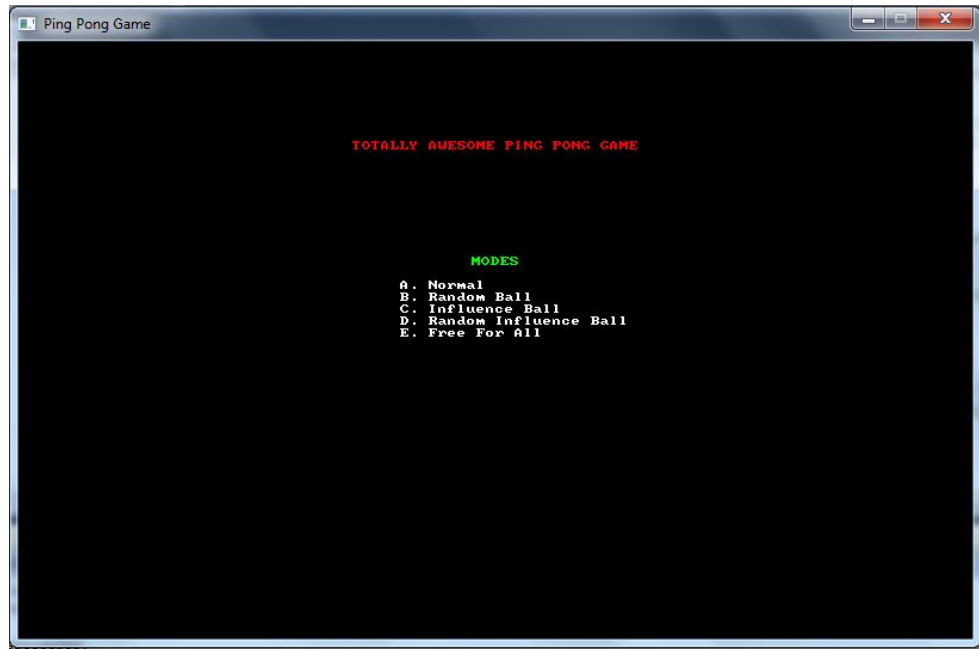 Ping Pong Game
TOTALLY AWESOME PING PONG GAME
MODES
A. Normal
B. Random Ball
C. Influence Ball
D. Random Influence Ball
E. Free For All